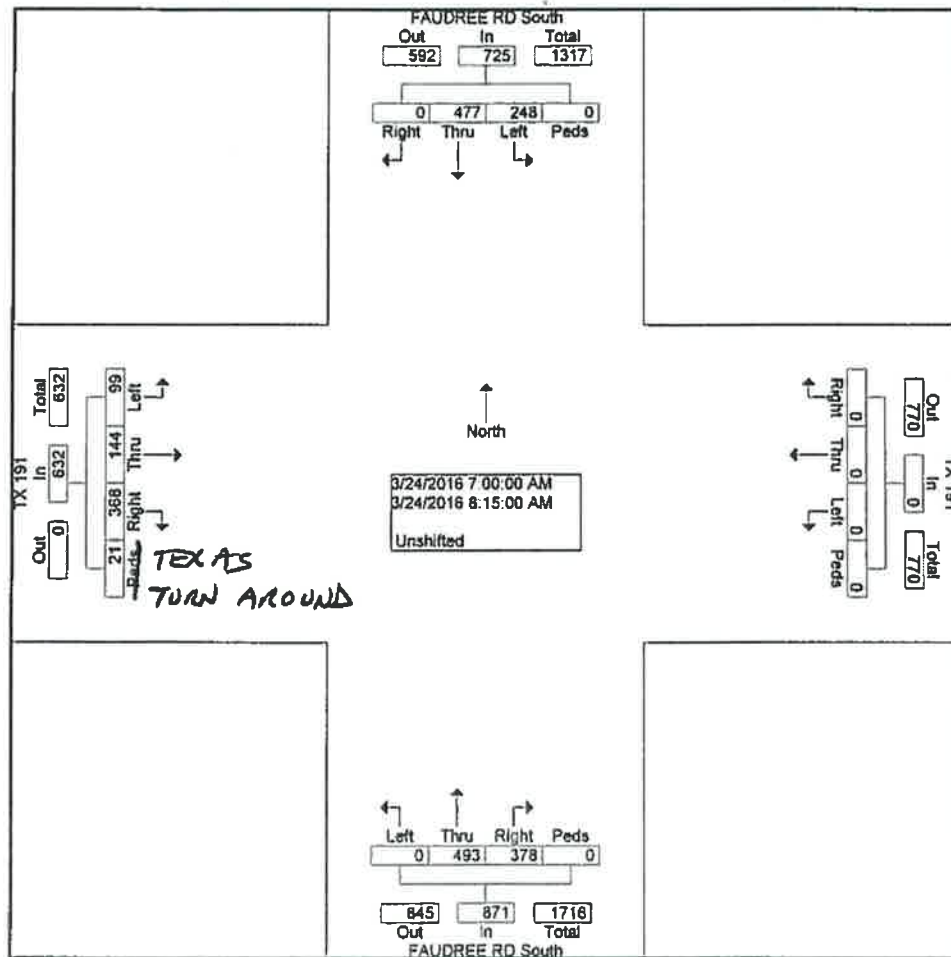 FAUDREE RD South
Out In Total
592 725 1317
0 477 248 0
Right Thru Left Peds
TX 191
Total 632
In 632
Out 0
99 Left
144 Thru
368 Right
21 Peds
TEXAS
TURN AROUND
North
3/24/2016 7:00:00 AM
3/24/2016 8:15:00 AM
Unshifted
Right 0
Thru 0
Left 0
Peds 0
Out 770
In 0
Total 770
TX 191
Left Thru Right Peds
0 493 378 0
845 871 1716
Out In Total
FAUDREE RD South